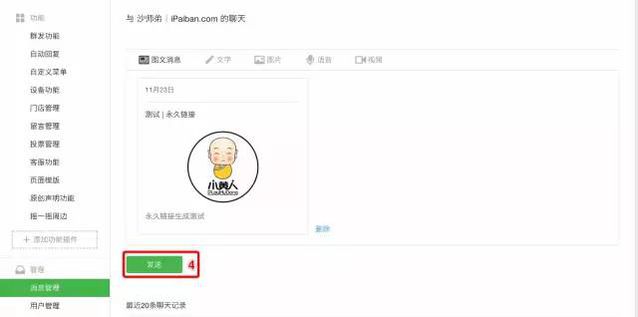 功能
群发功能
自动回复
自定义菜单
设备功能
门店管理
留言管理
投票管理
客服功能
页面模版
原创声明功能
摇一摇周边
+ 添加功能插件
管理
消息管理
用户管理
与 沙师弟 / iPaiban.com 的聊天
图文消息 文字 图片 语音 视频
11月23日
测试 | 永久链接
永久链接生成测试
删除
发送 4
最近20条聊天记录